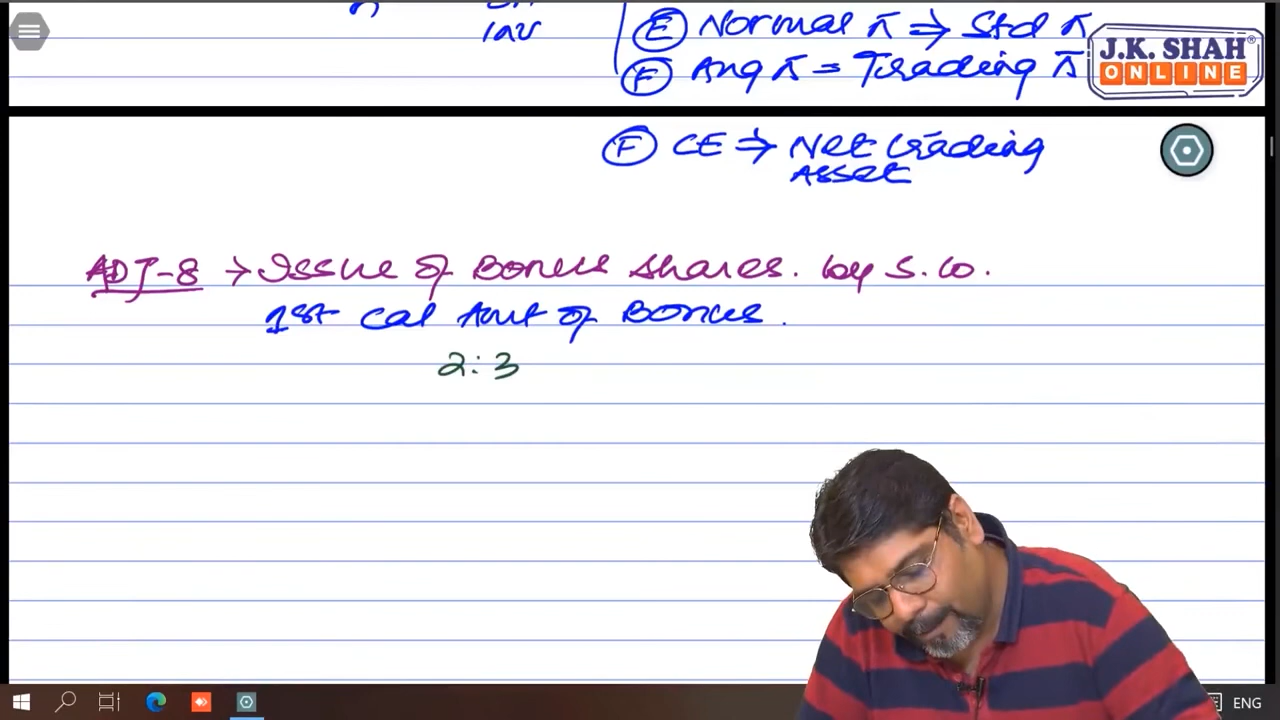 inv
Ⓔ Normal π ⇒ Std π
Ⓕ Avg π = Trading π
J.K. SHAH®
ONLINE
Ⓕ CE ⇒ Net trading
Asset
ADJ-8 → Issue of Bonus shares. by S.Co.
1st Cal Amt of Bonus.
2:3
ENG